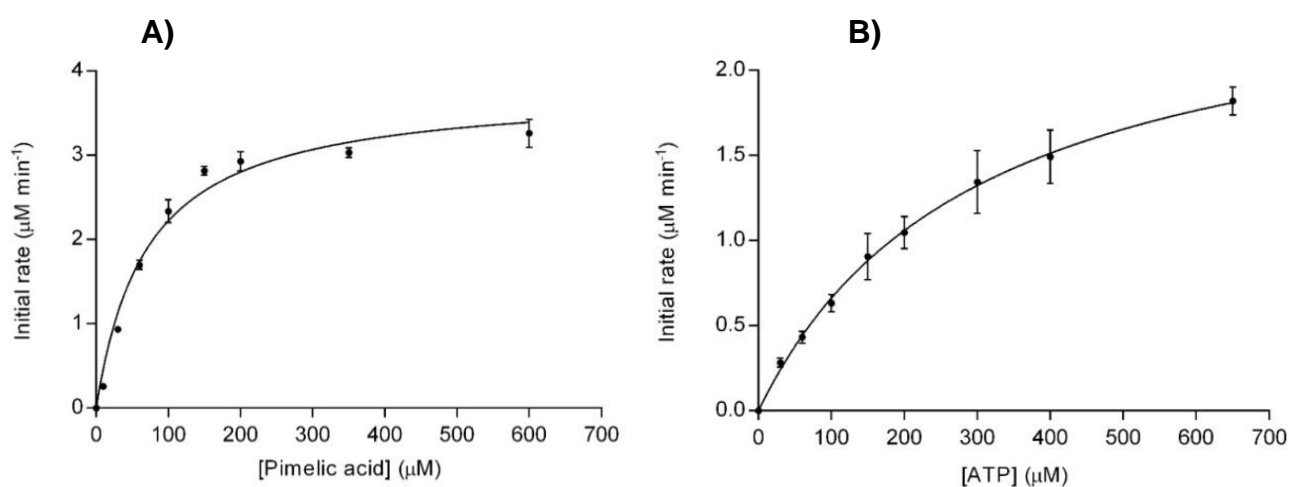 A)
4
3
2
1
0
Initial rate (μM min⁻¹)
0 100 200 300 400 500 600 700
[Pimelic acid] (μM)
B)
2.0
1.5
1.0
0.5
0.0
Initial rate (μM min⁻¹)
0 100 200 300 400 500 600 700
[ATP] (μM)